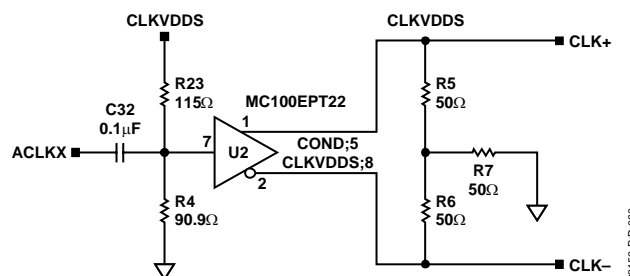 CLKVDDS
CLKVDDS
CLK+
R23
115Ω
MC100EPT22
R5
50Ω
C32
0.1µF
1
ACLKX
7
U2
COND;5
CLKVDDS;8
2
R7
50Ω
R4
90.9Ω
R6
50Ω
CLK–